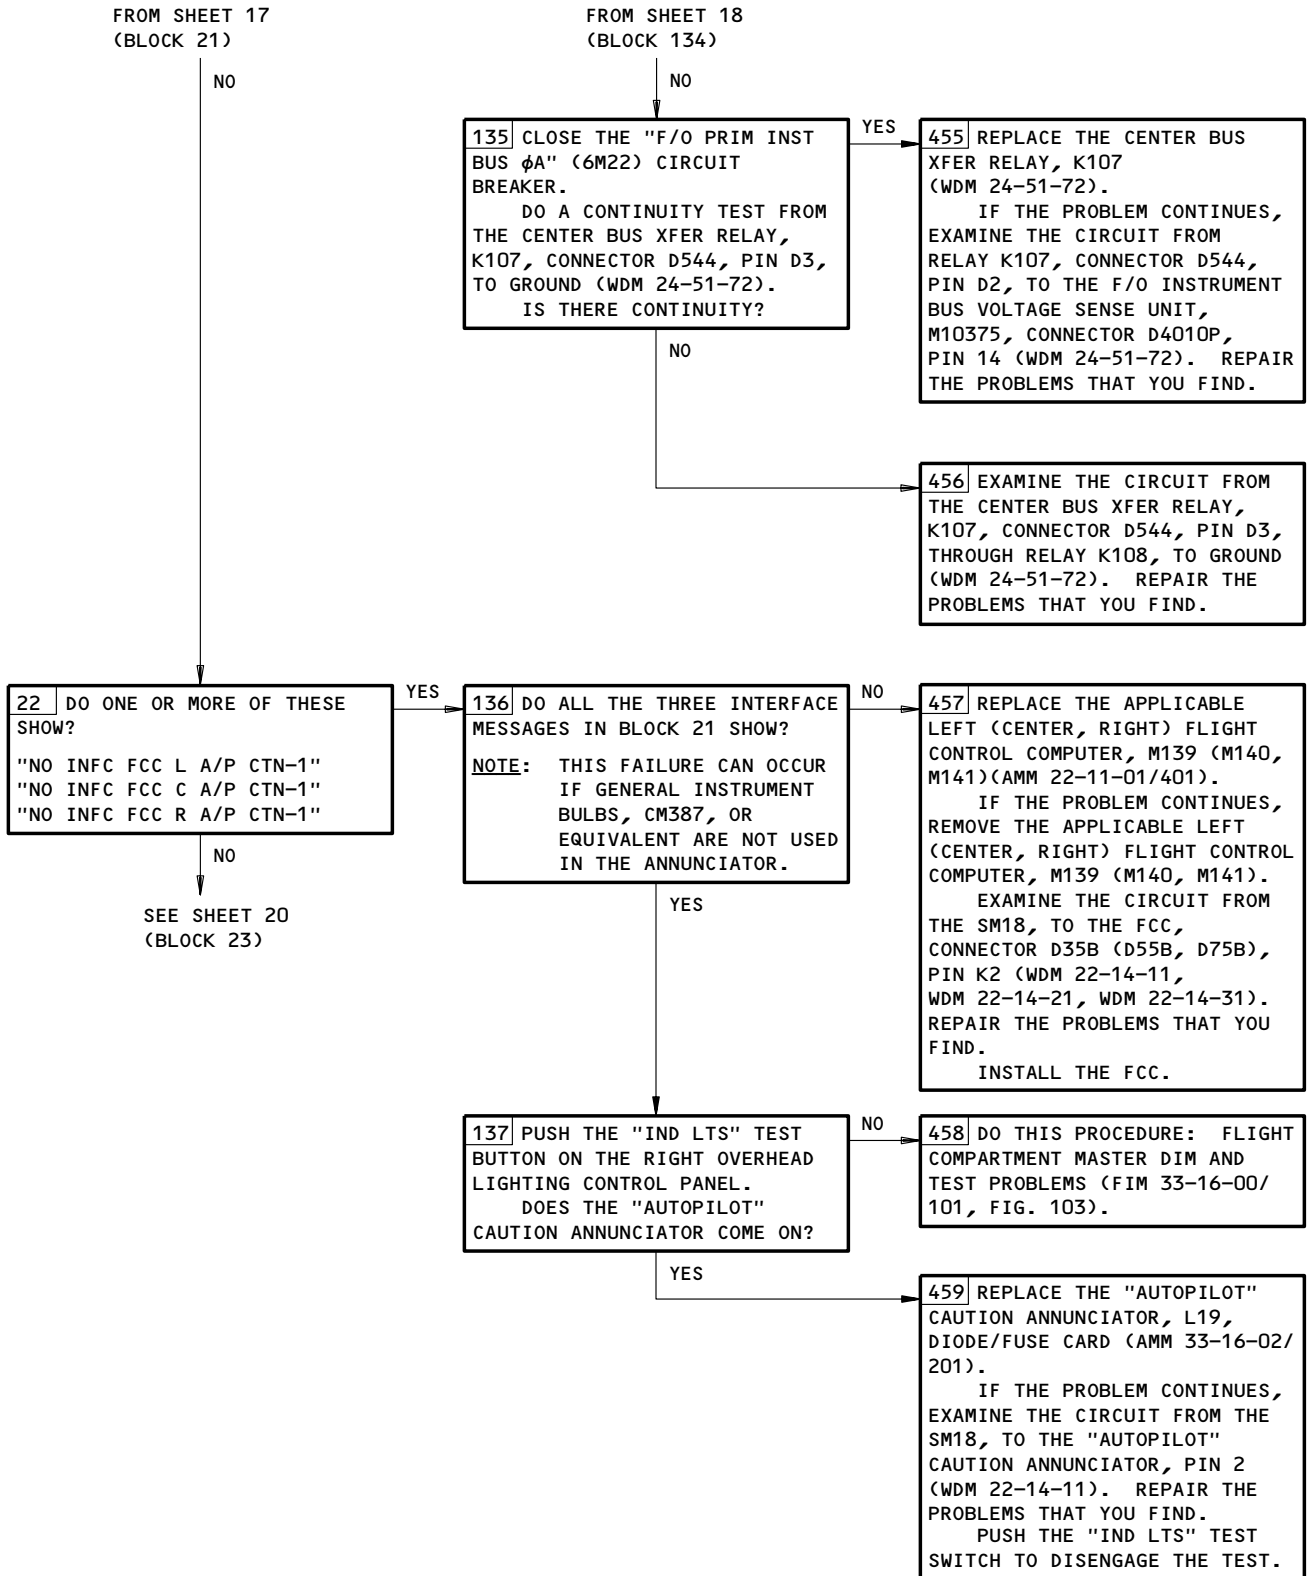 FROM SHEET 17
(BLOCK 21)
NO
FROM SHEET 18
(BLOCK 134)
NO
135 CLOSE THE "F/O PRIM INST
BUS ϕA" (6M22) CIRCUIT
BREAKER.
DO A CONTINUITY TEST FROM
THE CENTER BUS XFER RELAY,
K107, CONNECTOR D544, PIN D3,
TO GROUND (WDM 24-51-72).
IS THERE CONTINUITY?
YES
NO
455 REPLACE THE CENTER BUS
XFER RELAY, K107
(WDM 24-51-72).
IF THE PROBLEM CONTINUES,
EXAMINE THE CIRCUIT FROM
RELAY K107, CONNECTOR D544,
PIN D2, TO THE F/O INSTRUMENT
BUS VOLTAGE SENSE UNIT,
M10375, CONNECTOR D4010P,
PIN 14 (WDM 24-51-72). REPAIR
THE PROBLEMS THAT YOU FIND.
456 EXAMINE THE CIRCUIT FROM
THE CENTER BUS XFER RELAY,
K107, CONNECTOR D544, PIN D3,
THROUGH RELAY K108, TO GROUND
(WDM 24-51-72). REPAIR THE
PROBLEMS THAT YOU FIND.
22 DO ONE OR MORE OF THESE
SHOW?
"NO INFC FCC L A/P CTN-1"
"NO INFC FCC C A/P CTN-1"
"NO INFC FCC R A/P CTN-1"
YES
NO
SEE SHEET 20
(BLOCK 23)
136 DO ALL THE THREE INTERFACE
MESSAGES IN BLOCK 21 SHOW?
NOTE: THIS FAILURE CAN OCCUR
IF GENERAL INSTRUMENT
BULBS, CM387, OR
EQUIVALENT ARE NOT USED
IN THE ANNUNCIATOR.
NO
YES
457 REPLACE THE APPLICABLE
LEFT (CENTER, RIGHT) FLIGHT
CONTROL COMPUTER, M139 (M140,
M141)(AMM 22-11-01/401).
IF THE PROBLEM CONTINUES,
REMOVE THE APPLICABLE LEFT
(CENTER, RIGHT) FLIGHT CONTROL
COMPUTER, M139 (M140, M141).
EXAMINE THE CIRCUIT FROM
THE SM18, TO THE FCC,
CONNECTOR D35B (D55B, D75B),
PIN K2 (WDM 22-14-11,
WDM 22-14-21, WDM 22-14-31).
REPAIR THE PROBLEMS THAT YOU
FIND.
INSTALL THE FCC.
137 PUSH THE "IND LTS" TEST
BUTTON ON THE RIGHT OVERHEAD
LIGHTING CONTROL PANEL.
DOES THE "AUTOPILOT"
CAUTION ANNUNCIATOR COME ON?
NO
YES
458 DO THIS PROCEDURE: FLIGHT
COMPARTMENT MASTER DIM AND
TEST PROBLEMS (FIM 33-16-00/
101, FIG. 103).
459 REPLACE THE "AUTOPILOT"
CAUTION ANNUNCIATOR, L19,
DIODE/FUSE CARD (AMM 33-16-02/
201).
IF THE PROBLEM CONTINUES,
EXAMINE THE CIRCUIT FROM THE
SM18, TO THE "AUTOPILOT"
CAUTION ANNUNCIATOR, PIN 2
(WDM 22-14-11). REPAIR THE
PROBLEMS THAT YOU FIND.
PUSH THE "IND LTS" TEST
SWITCH TO DISENGAGE THE TEST.